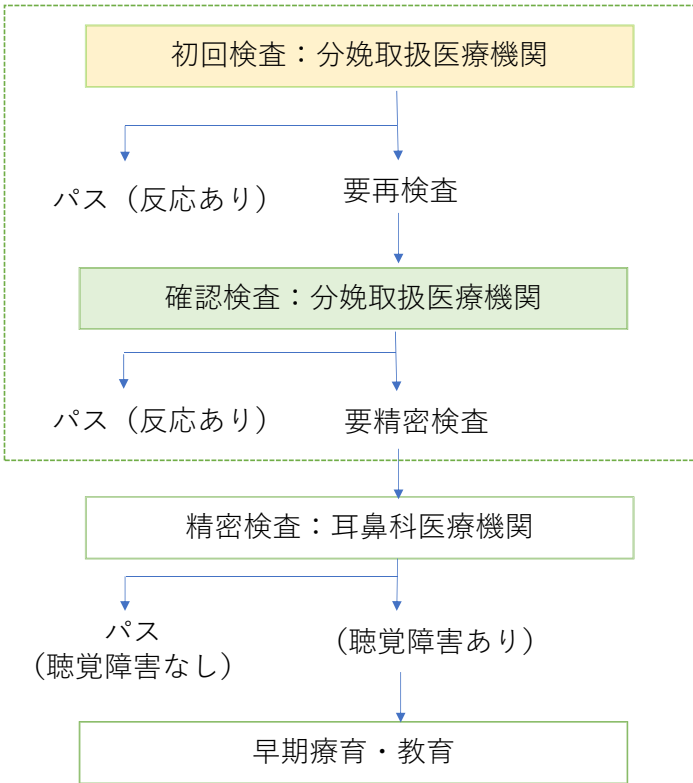 初回検査：分娩取扱医療機関
パス（反応あり）
要再検査
確認検査：分娩取扱医療機関
パス（反応あり）
要精密検査
精密検査：耳鼻科医療機関
パス
（聴覚障害なし）
（聴覚障害あり）
早期療育・教育